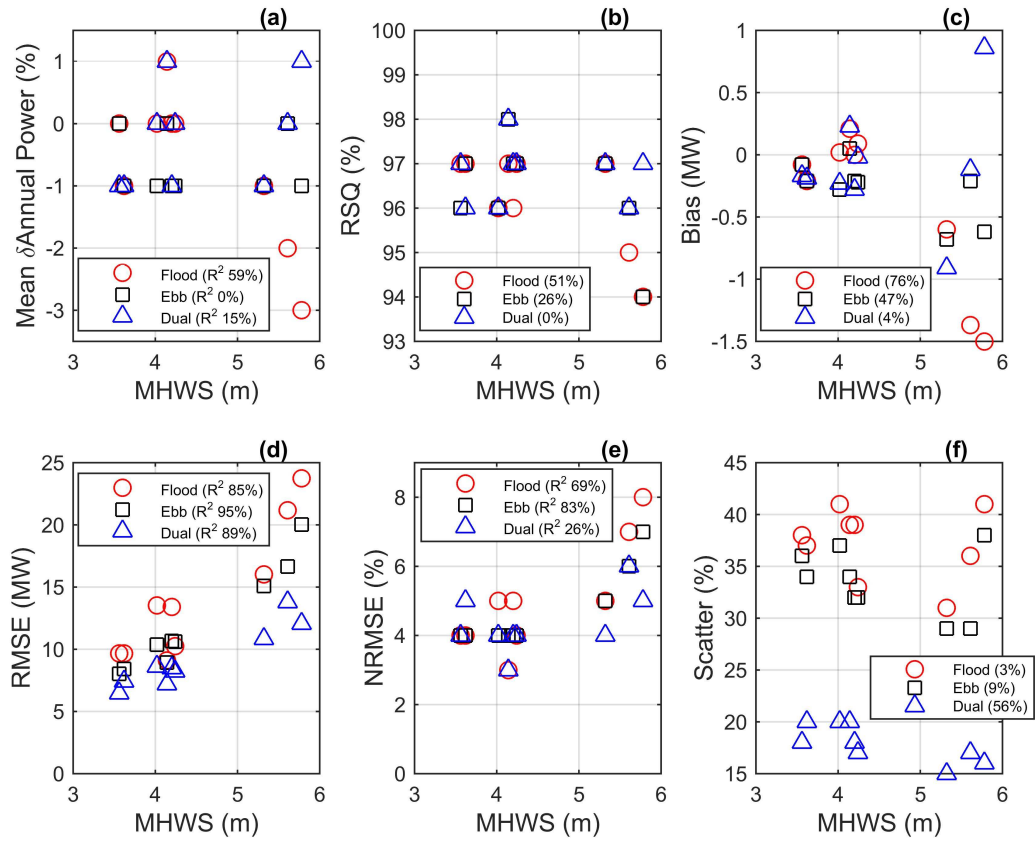 (a)
1
0
-1
-2
-3
Mean δAnnual Power (%)
Flood (R² 59%)
Ebb (R² 0%)
Dual (R² 15%)
3
4
5
6
MHWS (m)
(b)
100
99
98
97
96
95
94
93
RSQ (%)
Flood (51%)
Ebb (26%)
Dual (0%)
3
4
5
6
MHWS (m)
(c)
1
0.5
0
-0.5
-1
-1.5
Bias (MW)
Flood (76%)
Ebb (47%)
Dual (4%)
3
4
5
6
MHWS (m)
(d)
25
20
15
10
5
0
RMSE (MW)
Flood (R² 85%)
Ebb (R² 95%)
Dual (R² 89%)
3
4
5
6
MHWS (m)
(e)
8
6
4
2
0
NRMSE (%)
Flood (R² 69%)
Ebb (R² 83%)
Dual (R² 26%)
3
4
5
6
MHWS (m)
(f)
45
40
35
30
25
20
15
Scatter (%)
Flood (3%)
Ebb (9%)
Dual (56%)
3
4
5
6
MHWS (m)